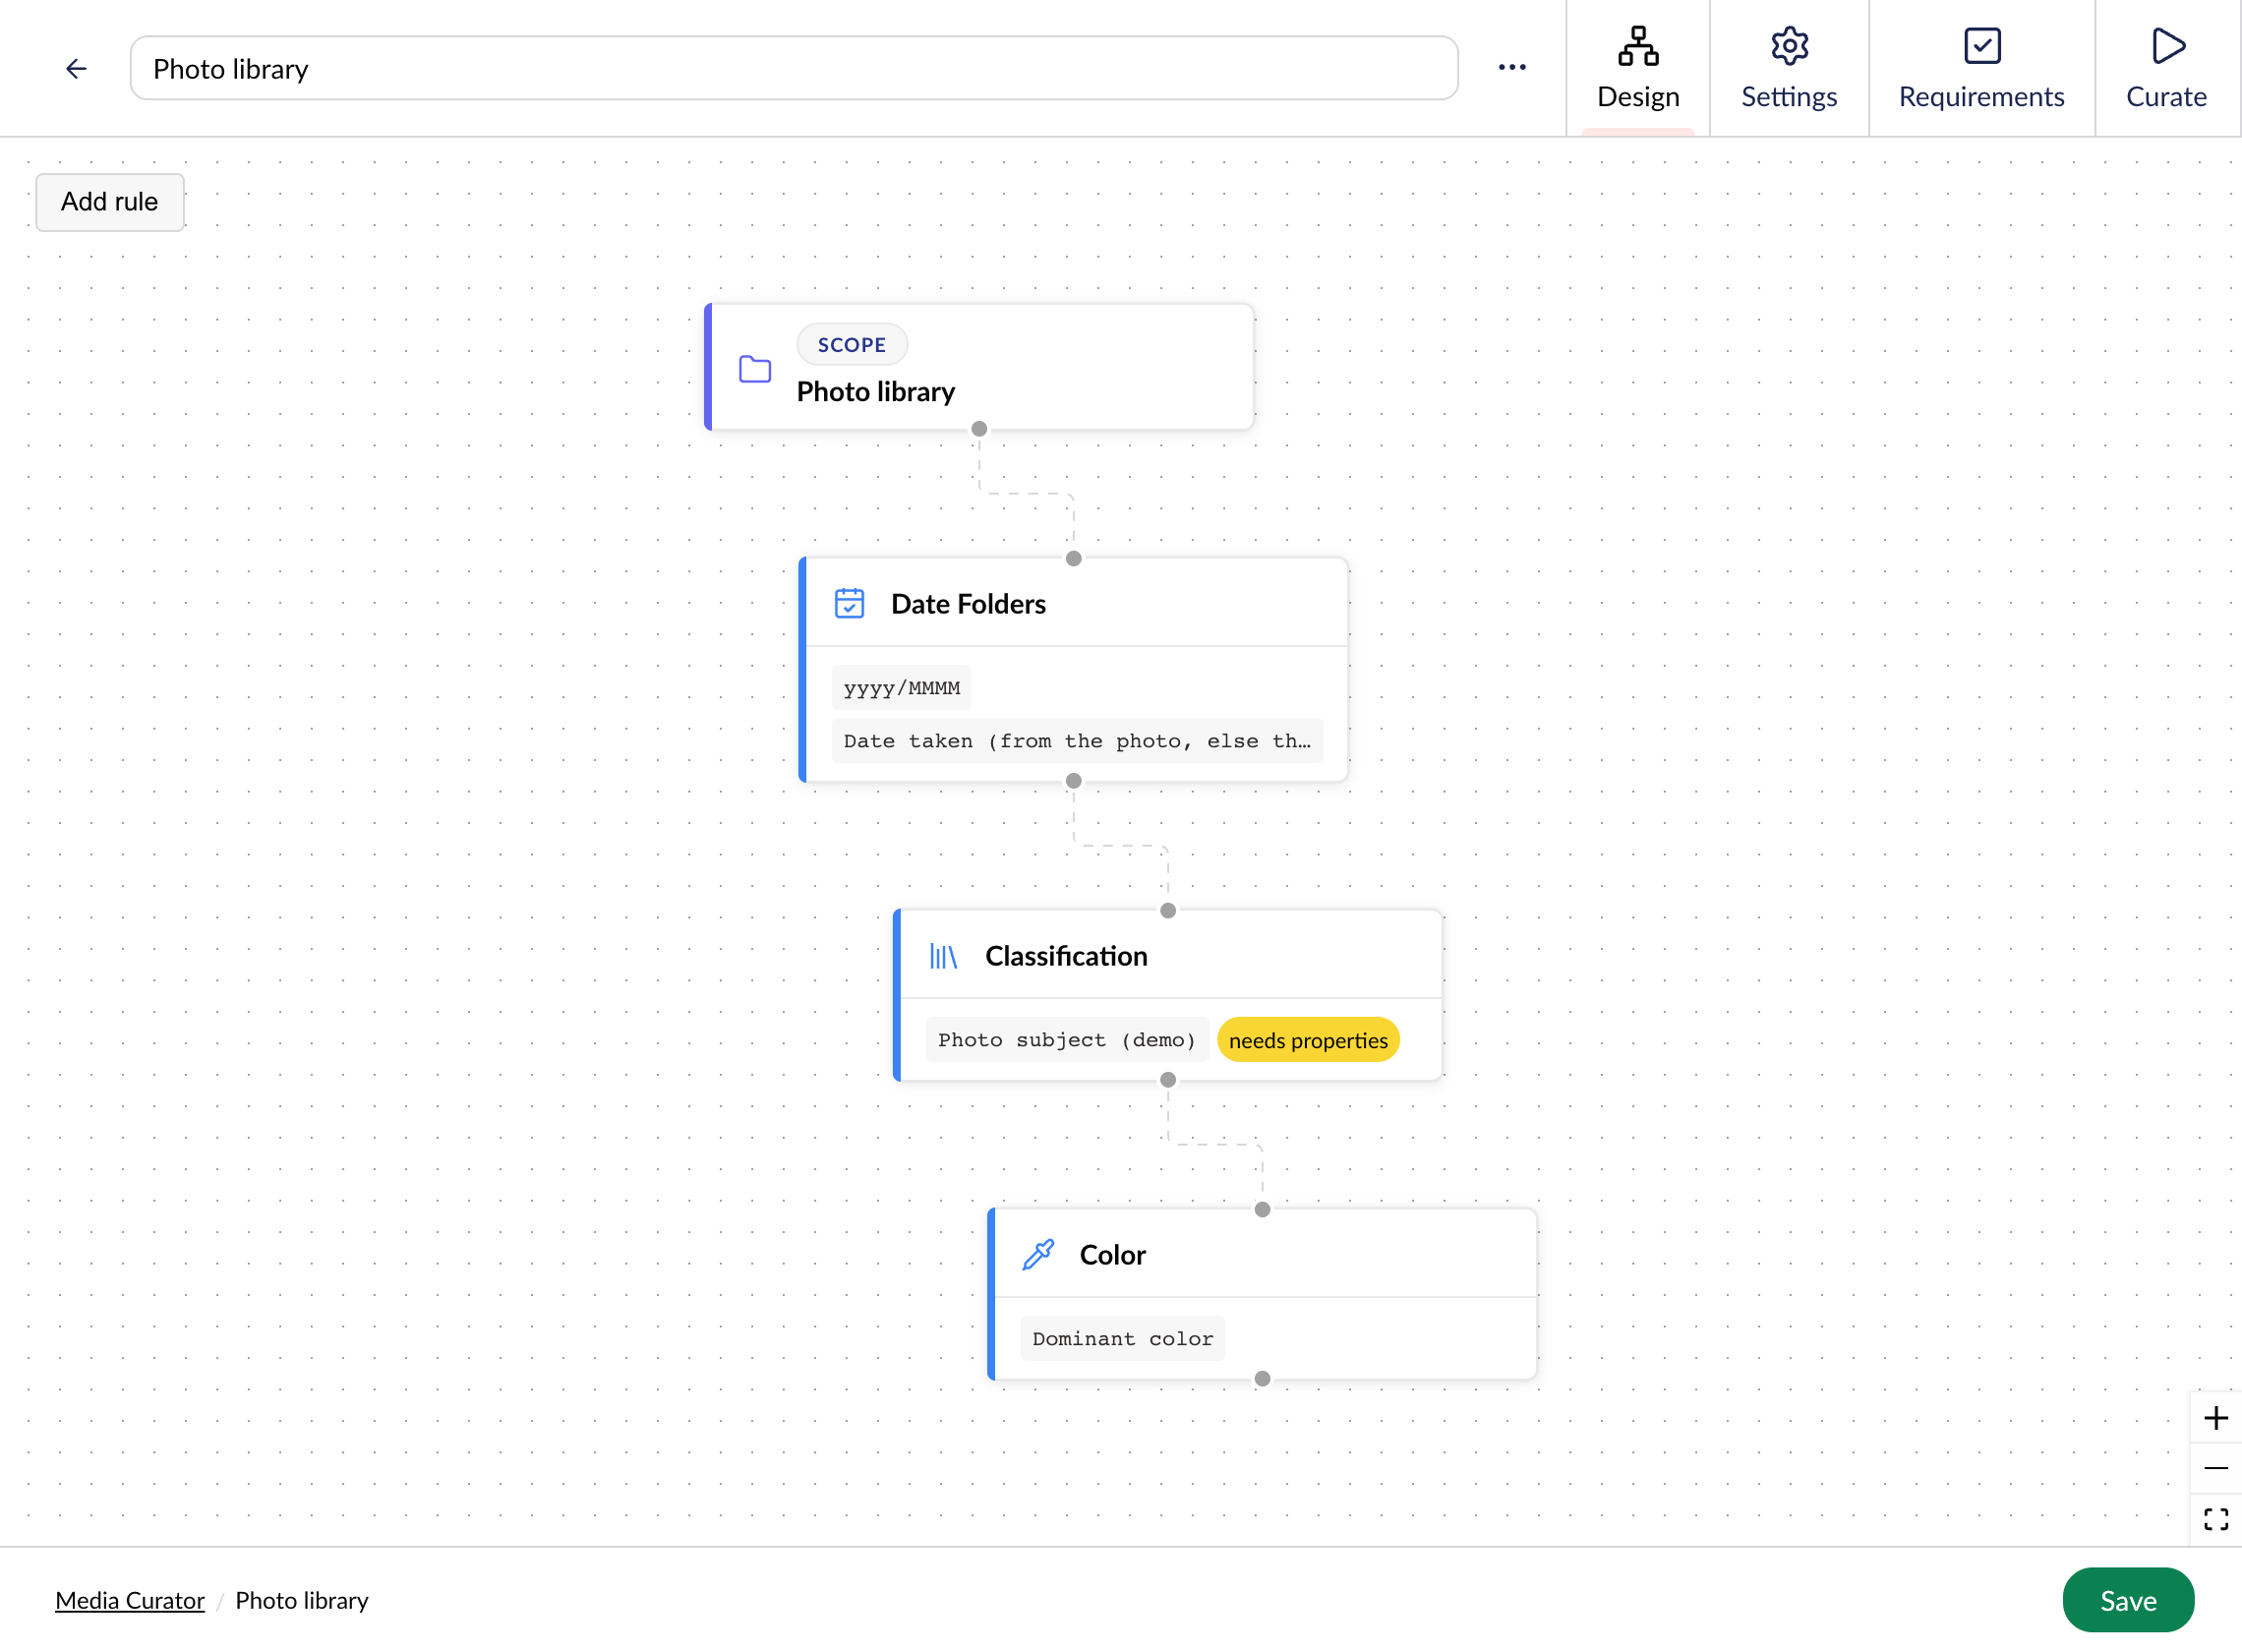 Photo library
Design
Settings
Requirements
Curate
Add rule
SCOPE
Photo library
Date Folders
yyyy/MMMM
Date taken (from the photo, else th…
Classification
Photo subject (demo) needs properties
Color
Dominant color
Media Curator / Photo library
Save